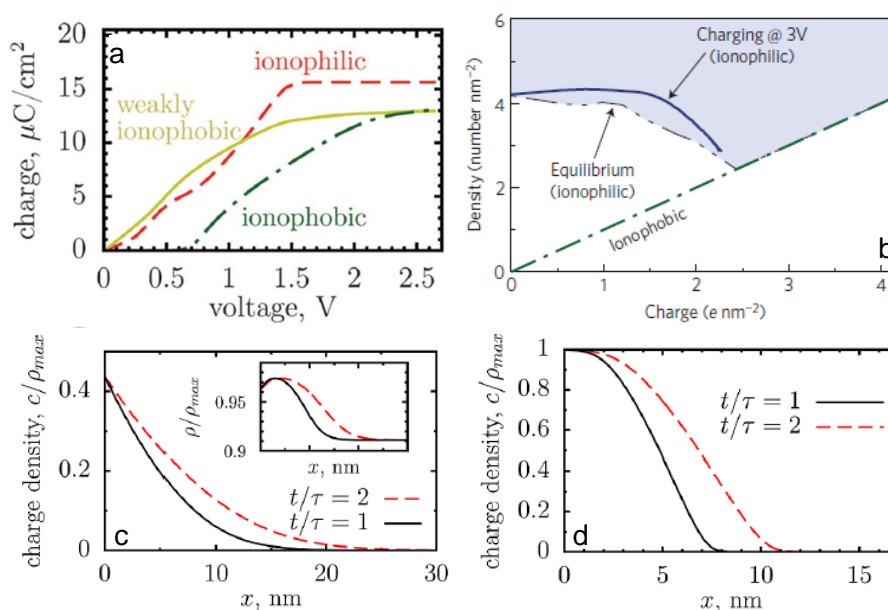 a
charge, μC/cm²
20
15
10
5
0
ionophilic
weakly
ionophobic
ionophobic
0 0.5 1 1.5 2 2.5
voltage, V
b
Density (number nm⁻²)
6
4
2
0
Charging @ 3V
(ionophilic)
Equilibrium
(ionophilic)
Ionophobic
0 1 2 3 4
Charge (e nm⁻²)
c
charge density, c/ρmax
0.4
0.2
0
ρ/ρmax
0.95
0.9
x, nm
t/τ = 2
t/τ = 1
0 10 20 30
x, nm
d
charge density, c/ρmax
1
0.8
0.6
0.4
0.2
0
t/τ = 1
t/τ = 2
0 5 10 15
x, nm